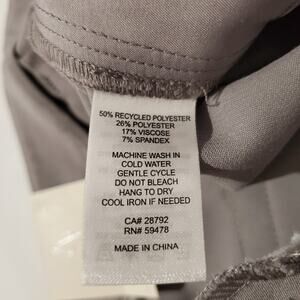 50% RECYCLED POLYESTER
26% POLYESTER
17% VISCOSE
7% SPANDEX
MACHINE WASH IN
COLD WATER
GENTLE CYCLE
DO NOT BLEACH
HANG TO DRY
COOL IRON IF NEEDED
CA# 28792
RN# 59478
MADE IN CHINA